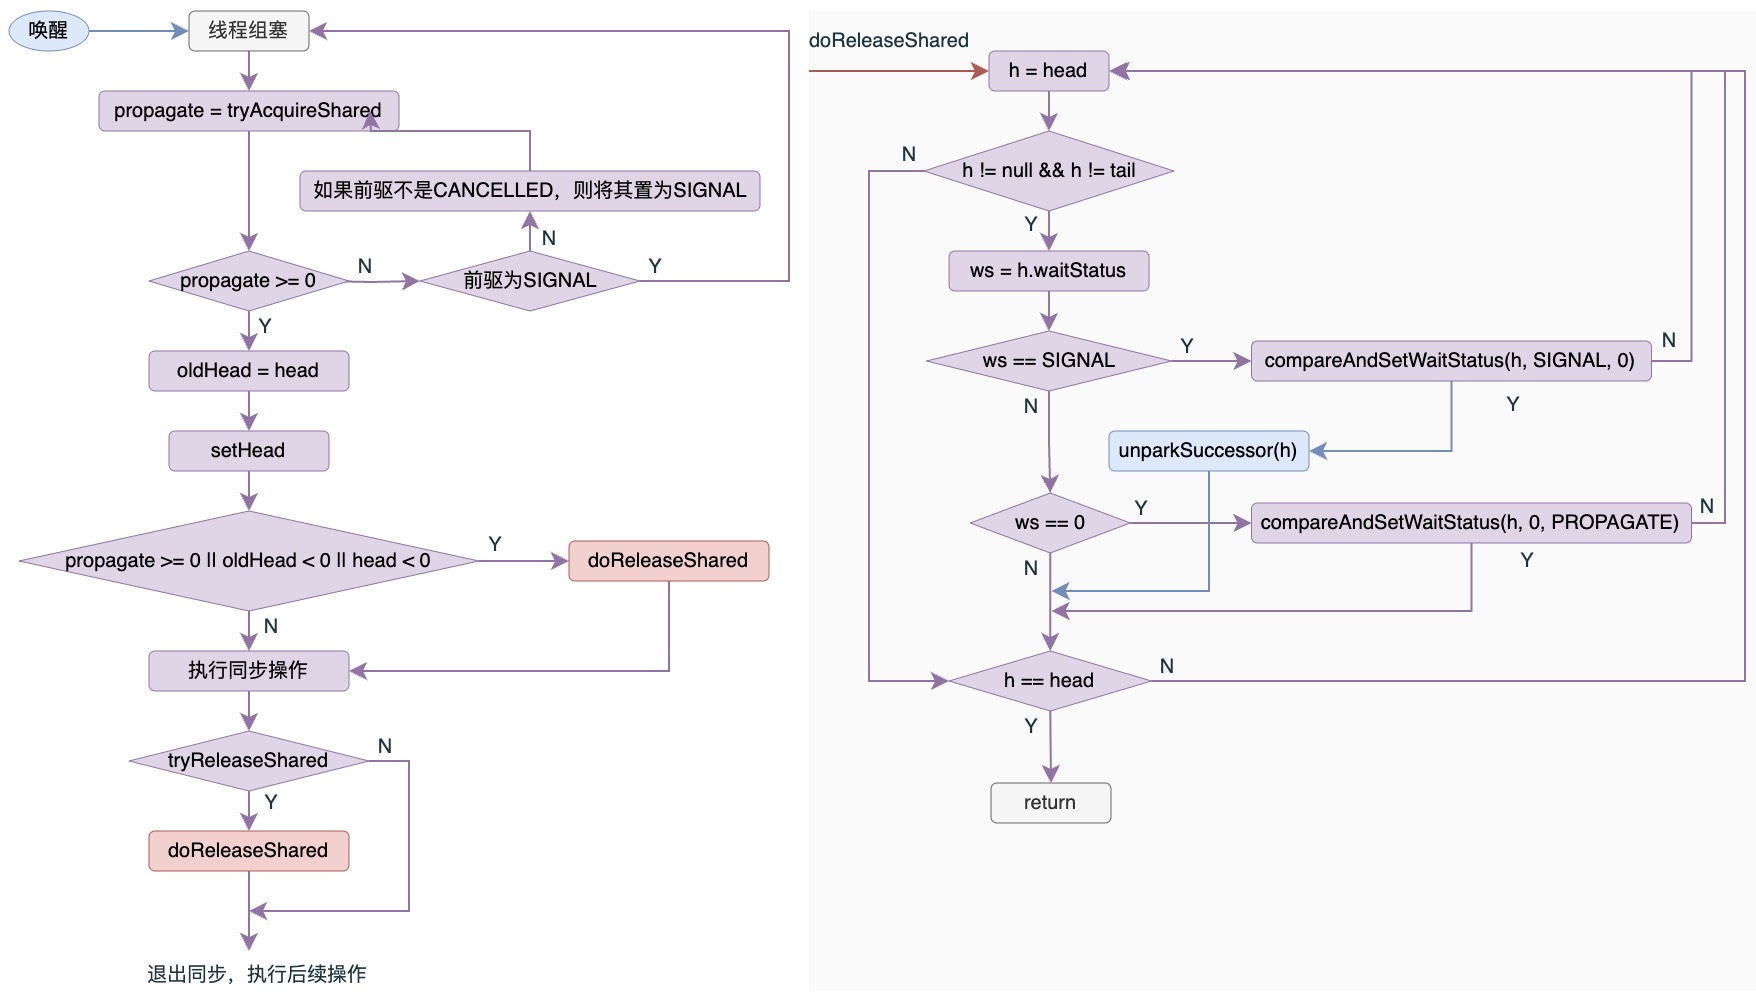 唤醒
线程组塞
propagate = tryAcquireShared
如果前驱不是CANCELLED，则将其置为SIGNAL
N
propagate >= 0
N
前驱为SIGNAL
Y
Y
oldHead = head
setHead
propagate >= 0 || oldHead < 0 || head < 0
Y
doReleaseShared
N
执行同步操作
tryReleaseShared
N
Y
doReleaseShared
退出同步，执行后续操作
doReleaseShared
h = head
N
h != null && h != tail
Y
ws = h.waitStatus
ws == SIGNAL
Y
compareAndSetWaitStatus(h, SIGNAL, 0)
N
N
Y
unparkSuccessor(h)
ws == 0
Y
compareAndSetWaitStatus(h, 0, PROPAGATE)
N
N
Y
h == head
N
Y
return